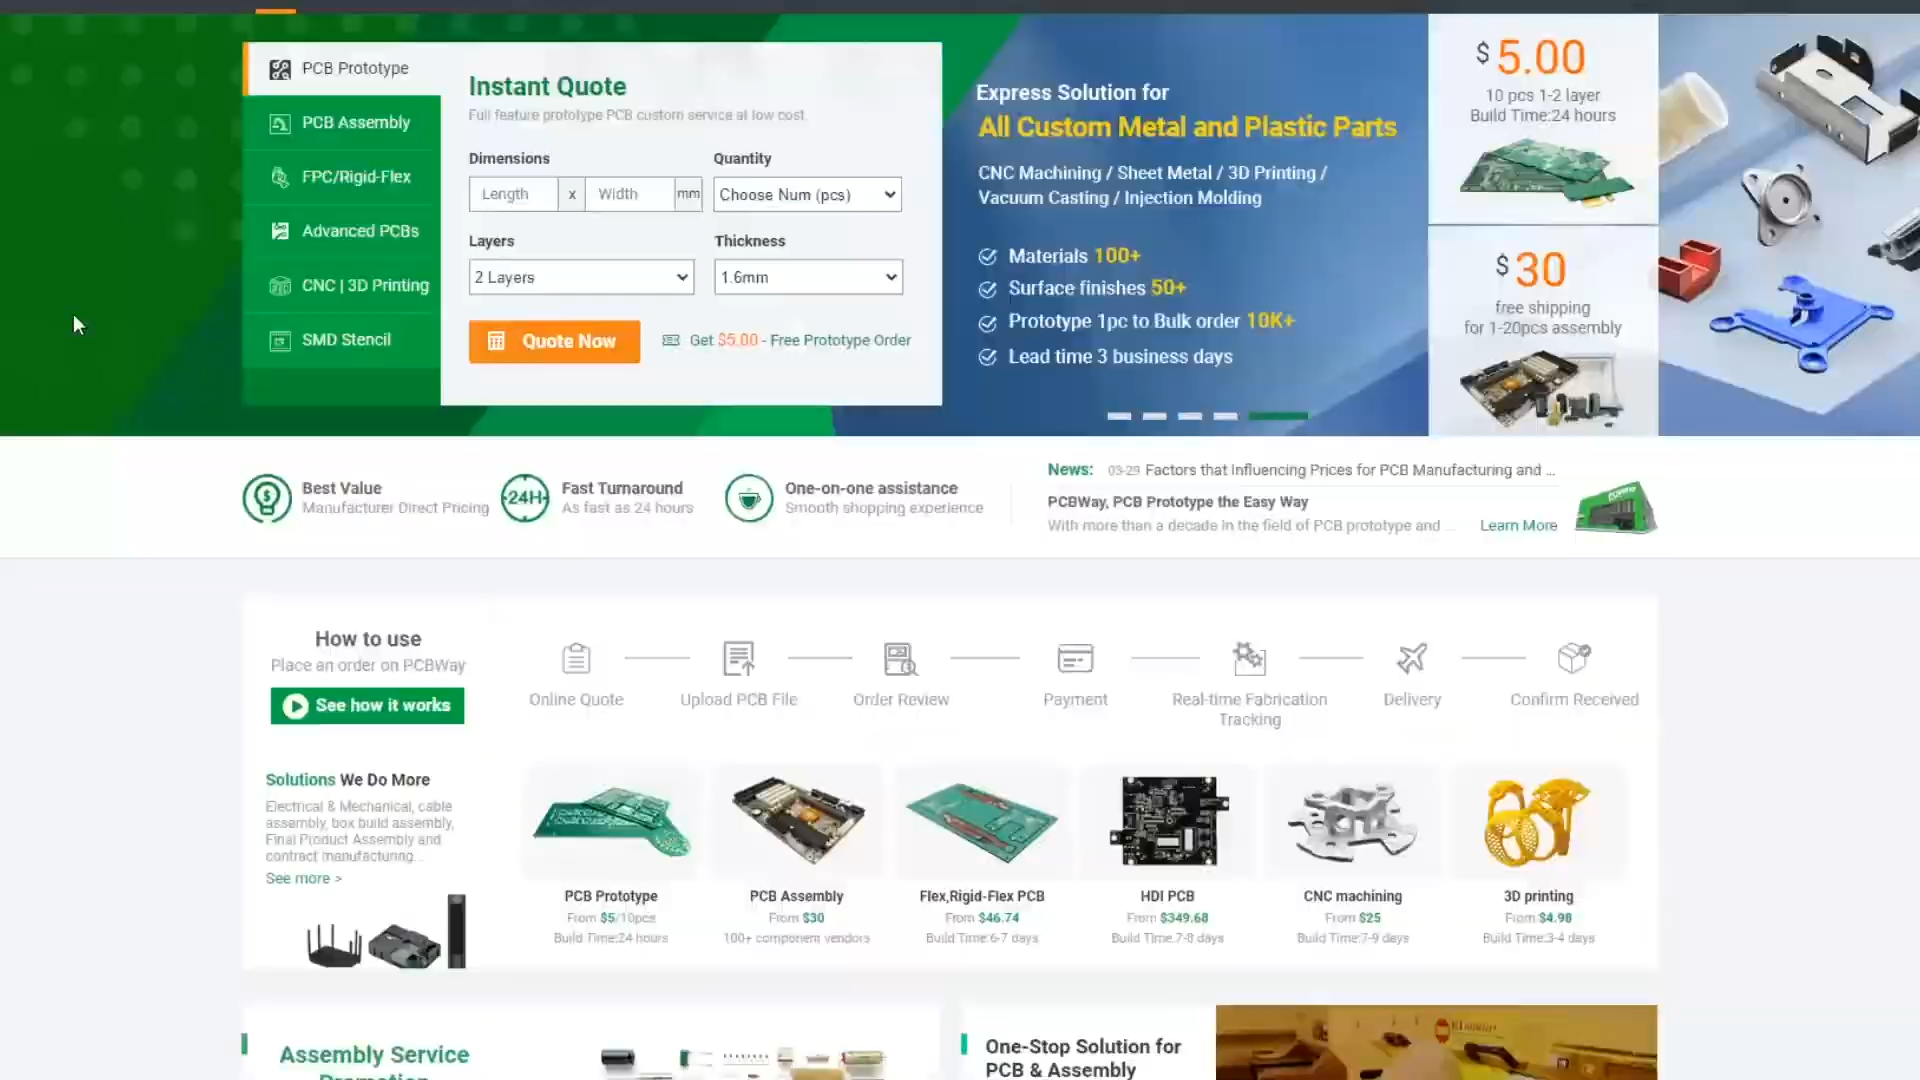 PCB Prototype
PCB Assembly
FPC/Rigid-Flex
Advanced PCBs
CNC | 3D Printing
SMD Stencil
Instant Quote
Full feature prototype PCB custom service at low cost.
Dimensions
Quantity
Length x Width mm
Choose Num (pcs)
Layers
Thickness
2 Layers
1.6mm
Quote Now
Get $5.00 - Free Prototype Order
Express Solution for
All Custom Metal and Plastic Parts
CNC Machining / Sheet Metal / 3D Printing /
Vacuum Casting / Injection Molding
Materials 100+
Surface finishes 50+
Prototype 1pc to Bulk order 10K+
Lead time 3 business days
$ 5.00
10 pcs 1-2 layer
Build Time:24 hours
$ 30
free shipping
for 1-20pcs assembly
Best Value
Manufacturer Direct Pricing
24H
Fast Turnaround
As fast as 24 hours
One-on-one assistance
Smooth shopping experience
News: 03-29 Factors that Influencing Prices for PCB Manufacturing and ...
PCBWay, PCB Prototype the Easy Way
With more than a decade in the field of PCB prototype and ... Learn More
How to use
Place an order on PCBWay
See how it works
Online Quote
Upload PCB File
Order Review
Payment
Real-time Fabrication
Tracking
Delivery
Confirm Received
Solutions We Do More
Electrical & Mechanical, cable
assembly, box build assembly,
Final Product Assembly and
contract manufacturing...
See more >
PCB Prototype
From $5/10pcs
Build Time:24 hours
PCB Assembly
From $30
100+ component vendors
Flex,Rigid-Flex PCB
From $46.74
Build Time:6-7 days
HDI PCB
From $349.68
Build Time:7-8 days
CNC machining
From $25
Build Time:7-9 days
3D printing
From $4.98
Build Time:3-4 days
Assembly Service
Promotion
One-Stop Solution for
PCB & Assembly